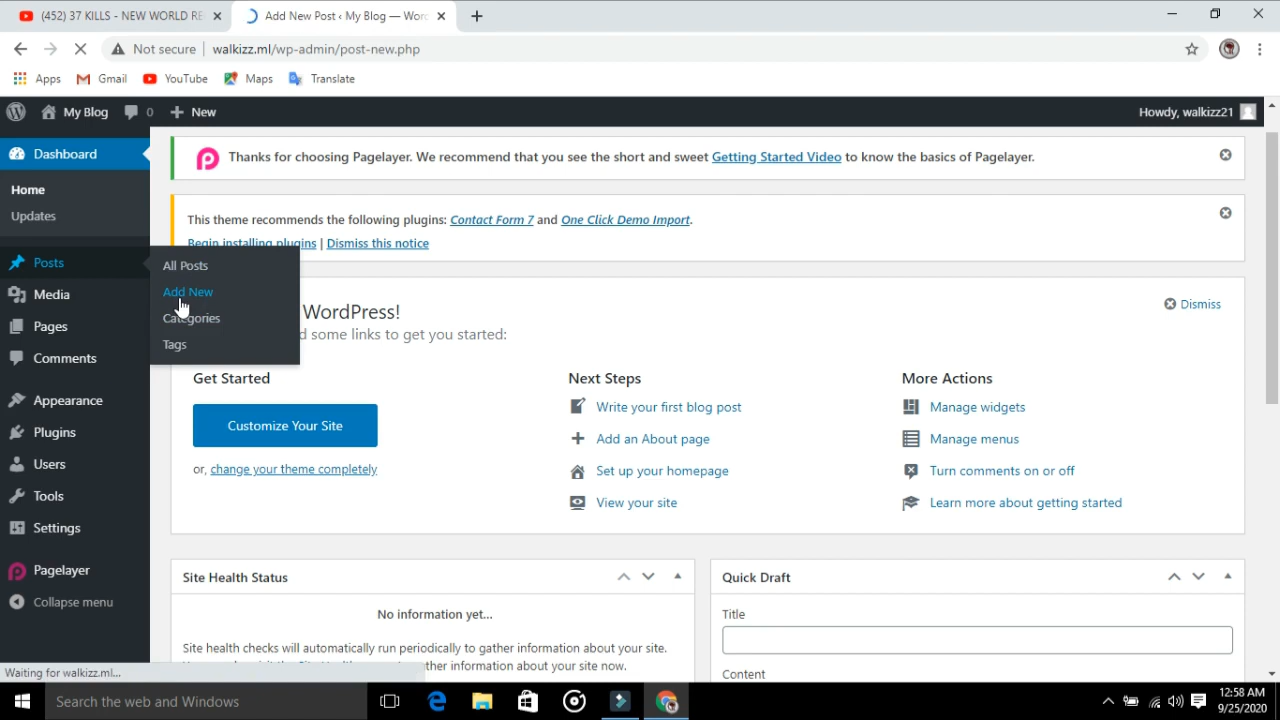 (452) 37 KILLS - NEW WORLD RE
Add New Post ‹ My Blog — Wor
Not secure | walkizz.ml/wp-admin/post-new.php
Apps Gmail YouTube Maps Translate
My Blog 0 New Howdy, walkizz21
Dashboard
Home
Updates
Posts
Media
Pages
Comments
Appearance
Plugins
Users
Tools
Settings
Pagelayer
Collapse menu
All Posts
Add New
Categories
Tags
Thanks for choosing Pagelayer. We recommend that you see the short and sweet Getting Started Video to know the basics of Pagelayer.
This theme recommends the following plugins: Contact Form 7 and One Click Demo Import.
Begin installing plugins | Dismiss this notice
WordPress!
Dismiss
d some links to get you started:
Get Started
Customize Your Site
or, change your theme completely
Next Steps
Write your first blog post
Add an About page
Set up your homepage
View your site
More Actions
Manage widgets
Manage menus
Turn comments on or off
Learn more about getting started
Site Health Status
No information yet...
Site health checks will automatically run periodically to gather information about your site.
ther information about your site now.
Quick Draft
Title
Content
Waiting for walkizz.ml...
Search the web and Windows
12:58 AM
9/25/2020